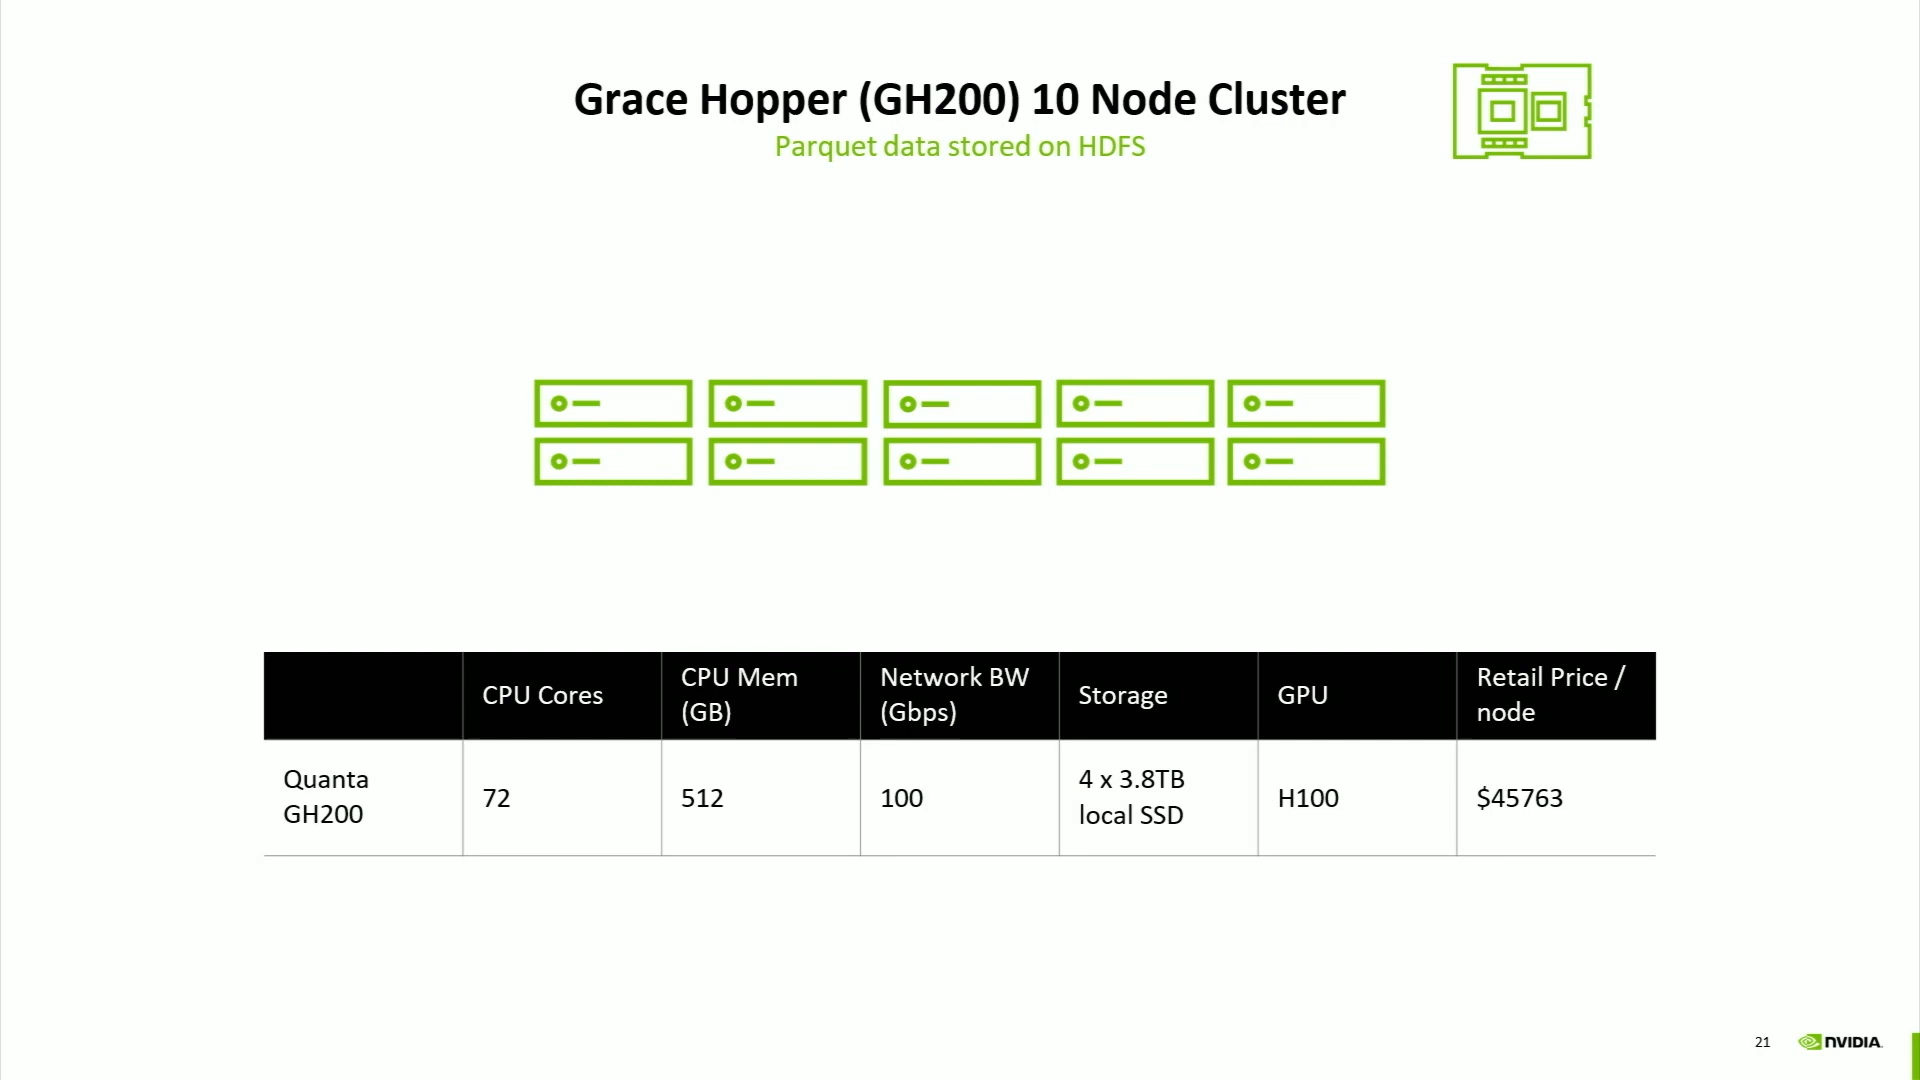 Grace Hopper (GH200) 10 Node Cluster
Parquet data stored on HDFS
CPU Cores
CPU Mem
(GB)
Network BW
(Gbps)
Storage
GPU
Retail Price /
node
Quanta
GH200
72
512
100
4 x 3.8TB
local SSD
H100
$45763
21
NVIDIA.